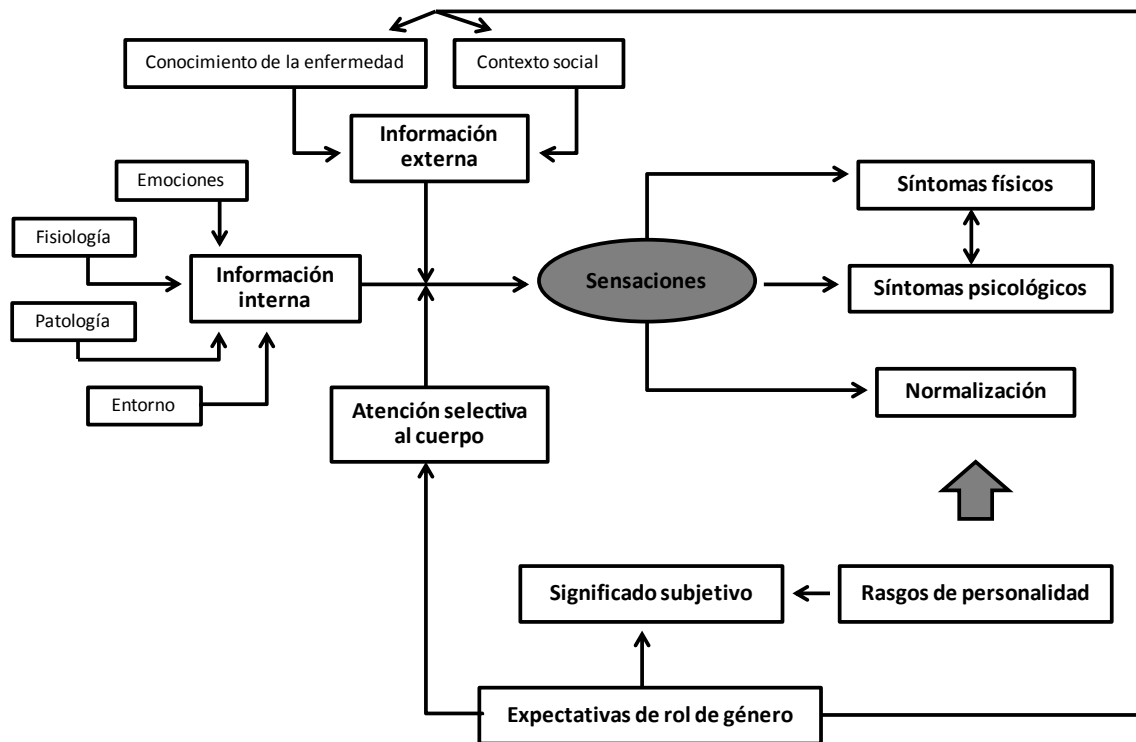 Conocimiento de la enfermedad
Contexto social
Información
externa
Emociones
Síntomas físicos
Fisiología
Información
interna
Sensaciones
Síntomas psicológicos
Patología
Entorno
Atención selectiva
al cuerpo
Normalización
Significado subjetivo
Rasgos de personalidad
Expectativas de rol de género